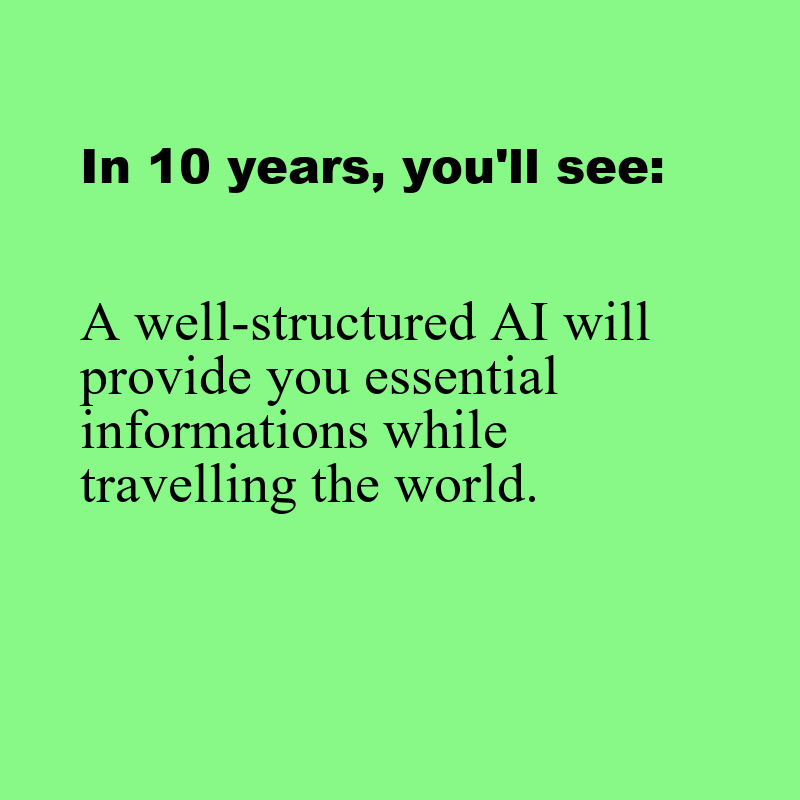 In 10 years, you'll see:
A well-structured AI will
provide you essential
informations while
travelling the world.